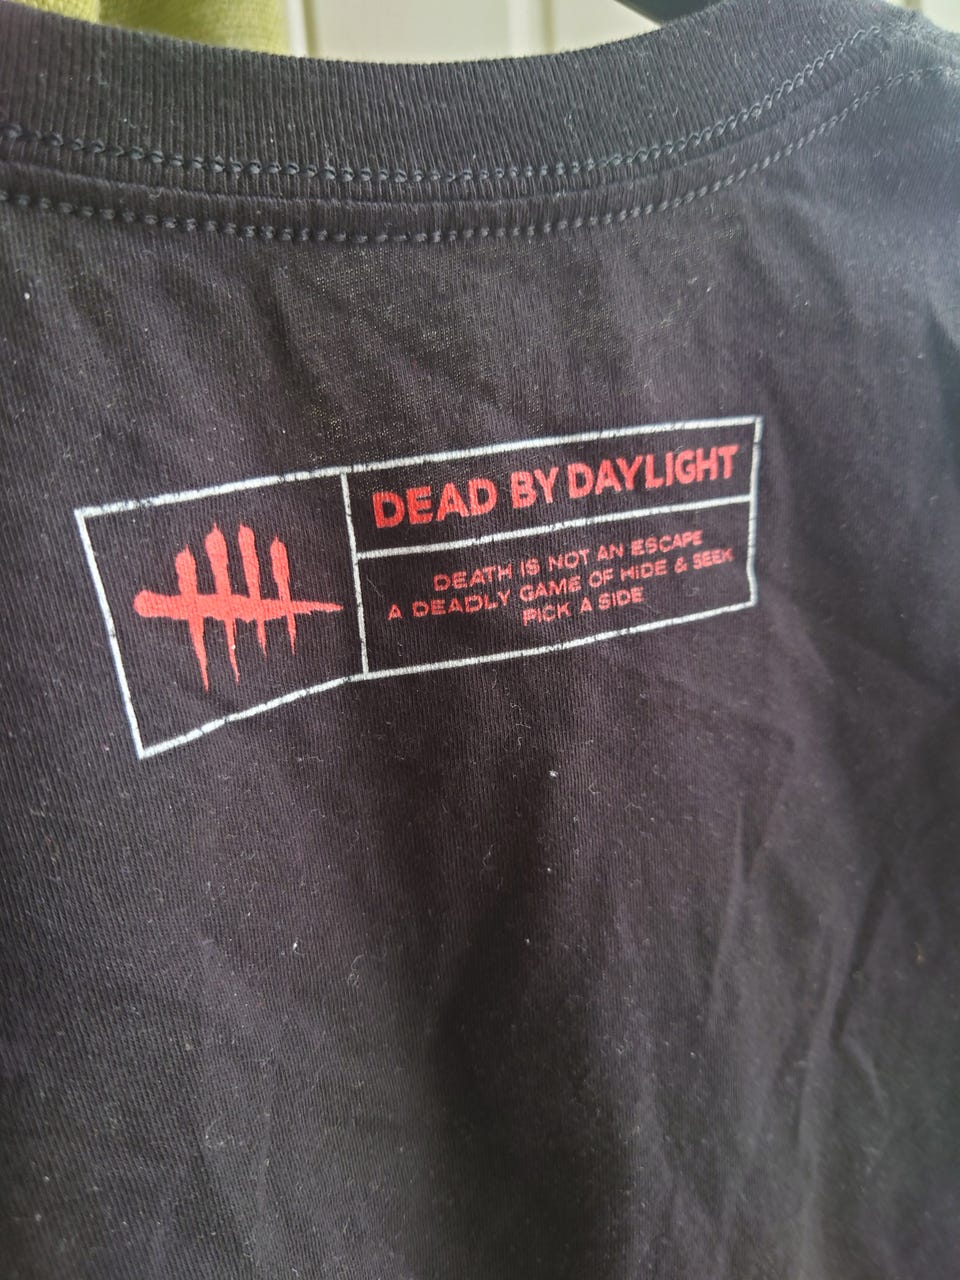 DEAD BY DAYLIGHT
DEATH IS NOT AN ESCAPE
A DEADLY GAME OF HIDE & SEEK
PICK A SIDE